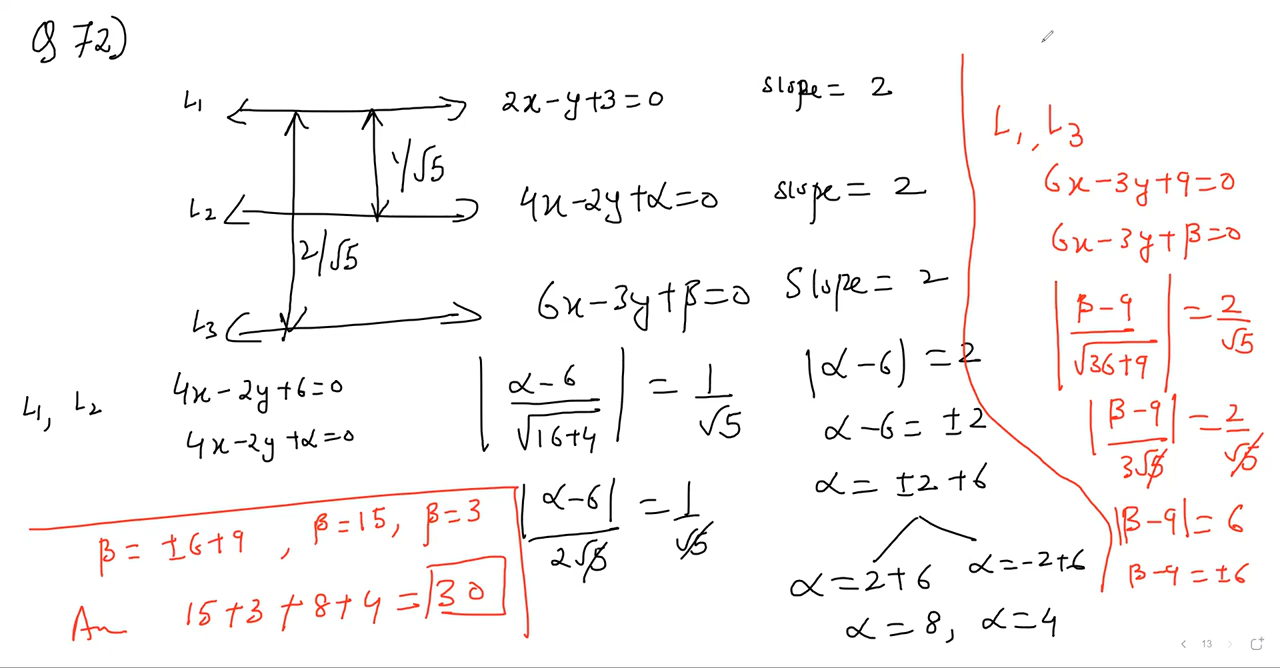 Q 72)
L₁ 2x-y+3=0 slope= 2
1/√5
L₂ 4x-2y+α=0 slope= 2
2/√5
L₃ 6x-3y+β=0 Slope= 2
L₁, L₂
4x-2y+6=0
4x-2y+α=0
|α-6/√16+4| = 1/√5
|α-6|/2√5 = 1/√5
|α-6| = 2
α-6 = ±2
α = ±2+6
α = 2+6 α = -2+6
α = 8, α = 4
L₁, L₃
6x-3y+9=0
6x-3y+β=0
|β-9/√36+9| = 2/√5
|β-9/3√5| = 2/√5
|β-9| = 6
β-9 = ±6
β = ±6+9, β=15, β=3
An 15+3+8+4=30
13